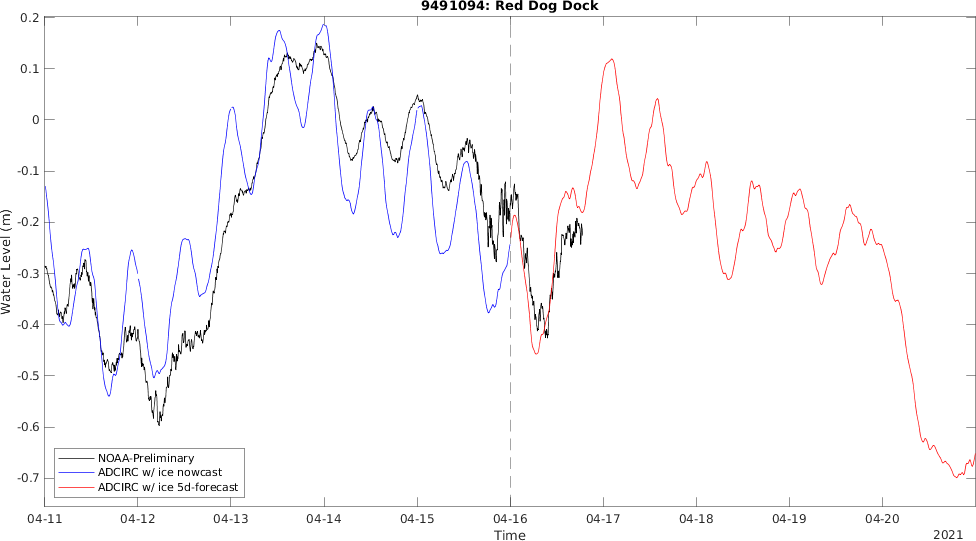 9491094: Red Dog Dock
0.2
0.1
0
-0.1
-0.2
-0.3
-0.4
-0.5
-0.6
-0.7
Water Level (m)
NOAA-Preliminary
ADCIRC w/ ice nowcast
ADCIRC w/ ice 5d-forecast
04-11 04-12 04-13 04-14 04-15 04-16 04-17 04-18 04-19 04-20
Time
2021